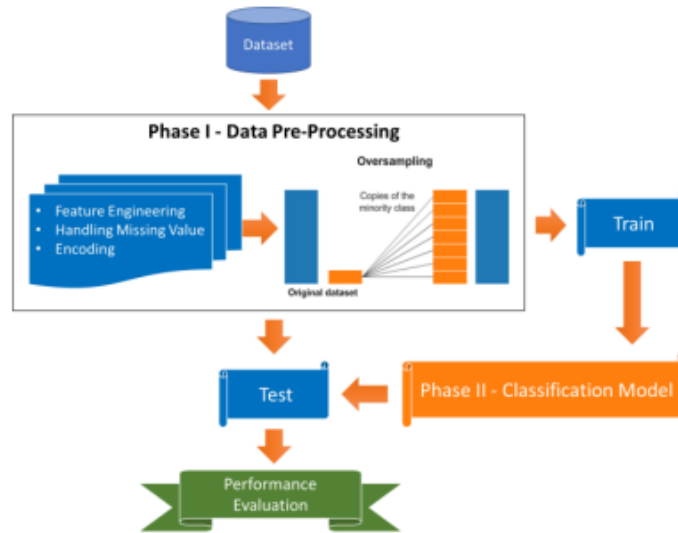 Dataset
Phase I - Data Pre-Processing
Oversampling
• Feature Engineering
• Handling Missing Value
• Encoding
Copies of the
minority class
Original dataset
Train
Phase II - Classification Model
Test
Performance
Evaluation